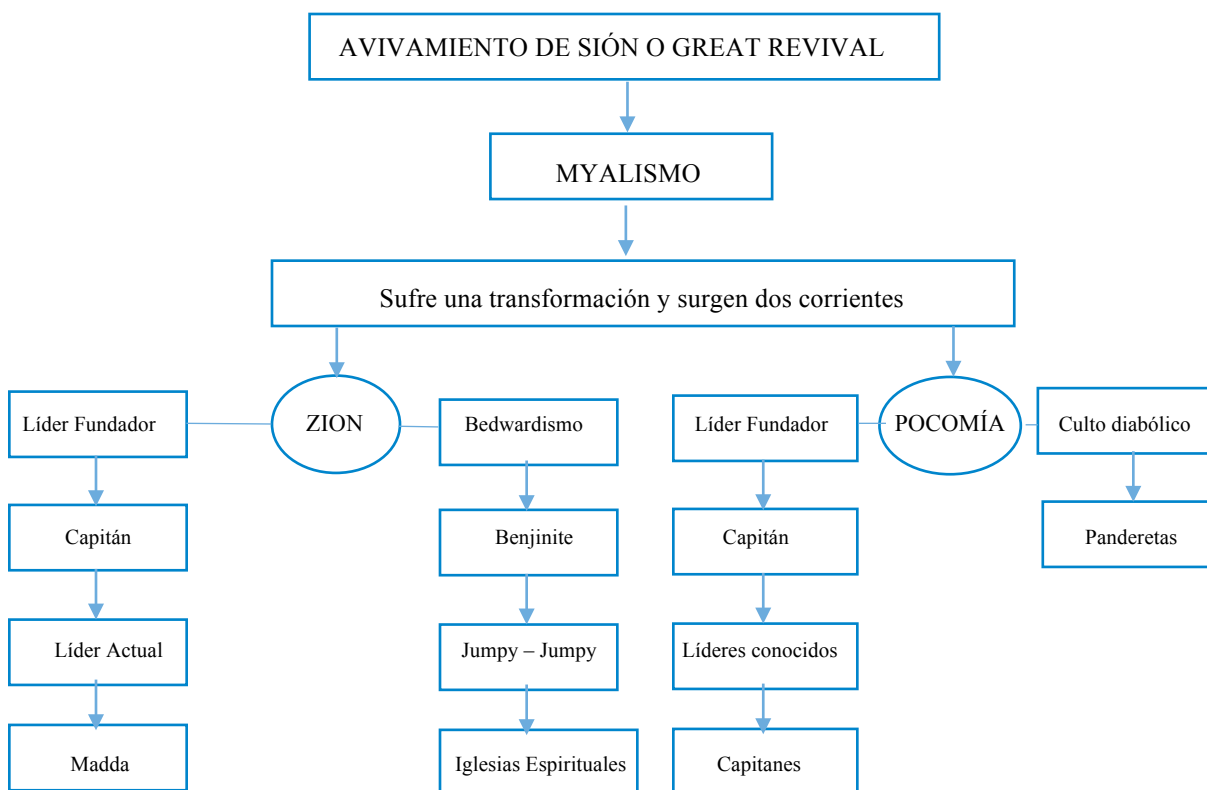 AVIVAMIENTO DE SIÓN O GREAT REVIVAL
MYALISMO
Sufre una transformación y surgen dos corrientes
Líder Fundador
ZION
Bedwardismo
Líder Fundador
POCOMÍA
Culto diabólico
Capitán
Benjinite
Capitán
Panderetas
Líder Actual
Jumpy – Jumpy
Líderes conocidos
Madda
Iglesias Espirituales
Capitanes